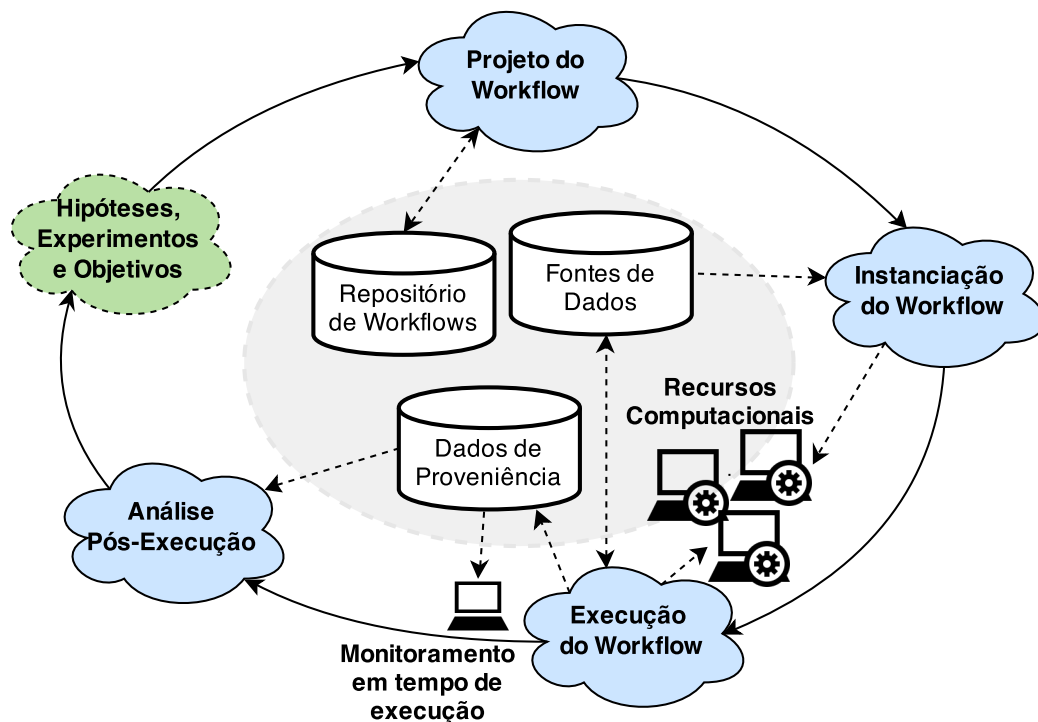 Projeto do
Workflow
Hipóteses,
Experimentos
e Objetivos
Repositório
de Workflows
Fontes de
Dados
Instanciação
do Workflow
Recursos
Computacionais
Dados de
Proveniência
Análise
Pós-Execução
Execução
do Workflow
Monitoramento
em tempo de
execução